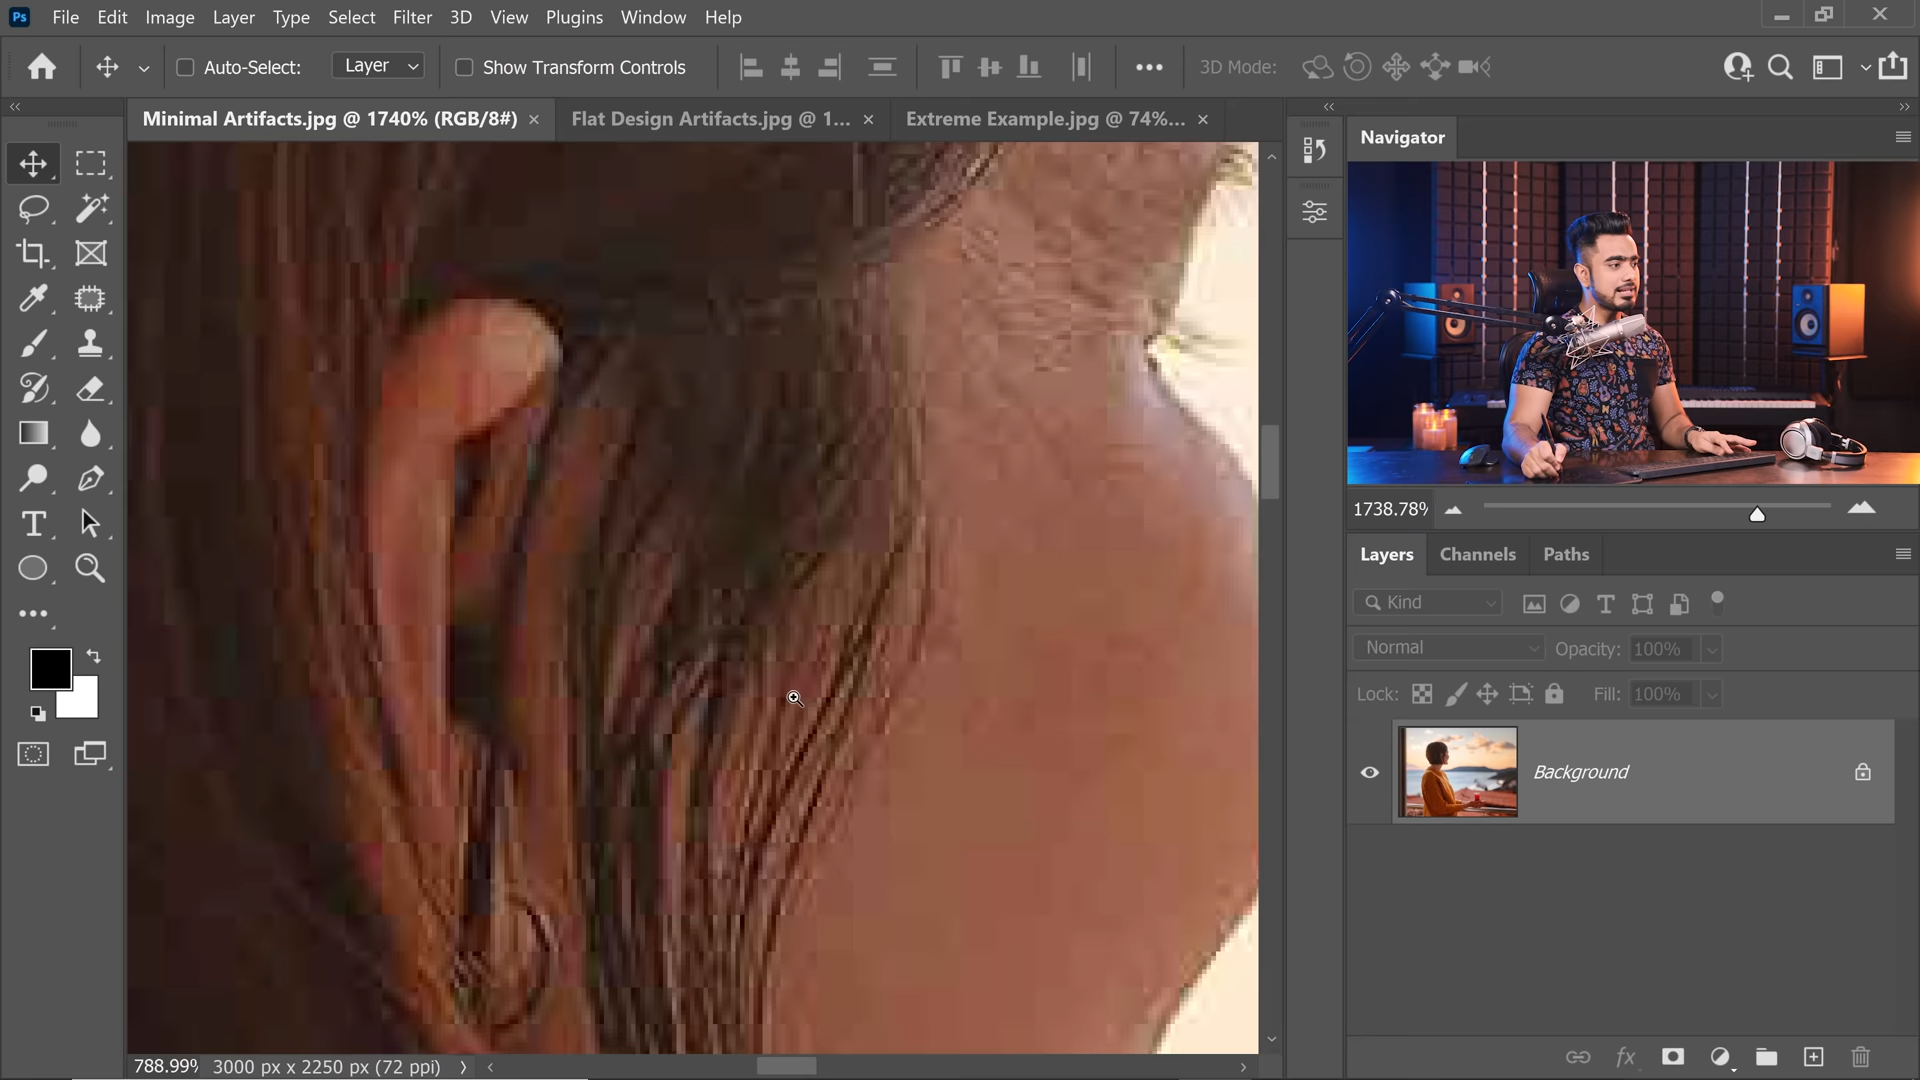 Ps File Edit Image Layer Type Select Filter 3D View Plugins Window Help
Auto-Select: Layer Show Transform Controls 3D Mode:
Minimal Artifacts.jpg @ 1740% (RGB/8#) Flat Design Artifacts.jpg @ 1... Extreme Example.jpg @ 74%...
Navigator
1738.78%
Layers Channels Paths
Kind
Normal Opacity: 100%
Lock: Fill: 100%
Background
788.99% 3000 px x 2250 px (72 ppi)
fx